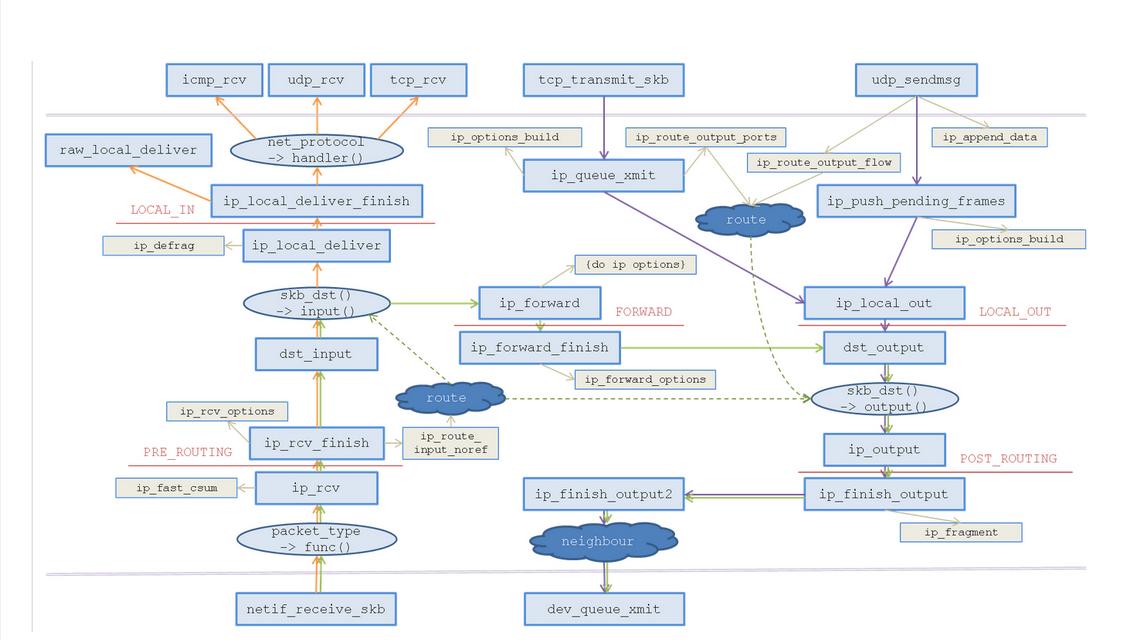 icmp_rcv
udp_rcv
tcp_rcv
tcp_transmit_skb
udp_sendmsg
raw_local_deliver
net_protocol
-> handler()
ip_options_build
ip_route_output_ports
ip_append_data
ip_route_output_flow
ip_queue_xmit
ip_local_deliver_finish
ip_push_pending_frames
LOCAL_IN
route
ip_defrag
ip_local_deliver
ip_options_build
{do ip options}
skb_dst()
-> input()
ip_forward
ip_local_out
FORWARD
LOCAL_OUT
dst_input
ip_forward_finish
dst_output
ip_forward_options
route
skb_dst()
-> output()
ip_rcv_options
ip_rcv_finish
ip_route_
input_noref
ip_output
PRE_ROUTING
POST_ROUTING
ip_fast_csum
ip_rcv
ip_finish_output2
ip_finish_output
packet_type
-> func()
neighbour
ip_fragment
netif_receive_skb
dev_queue_xmit